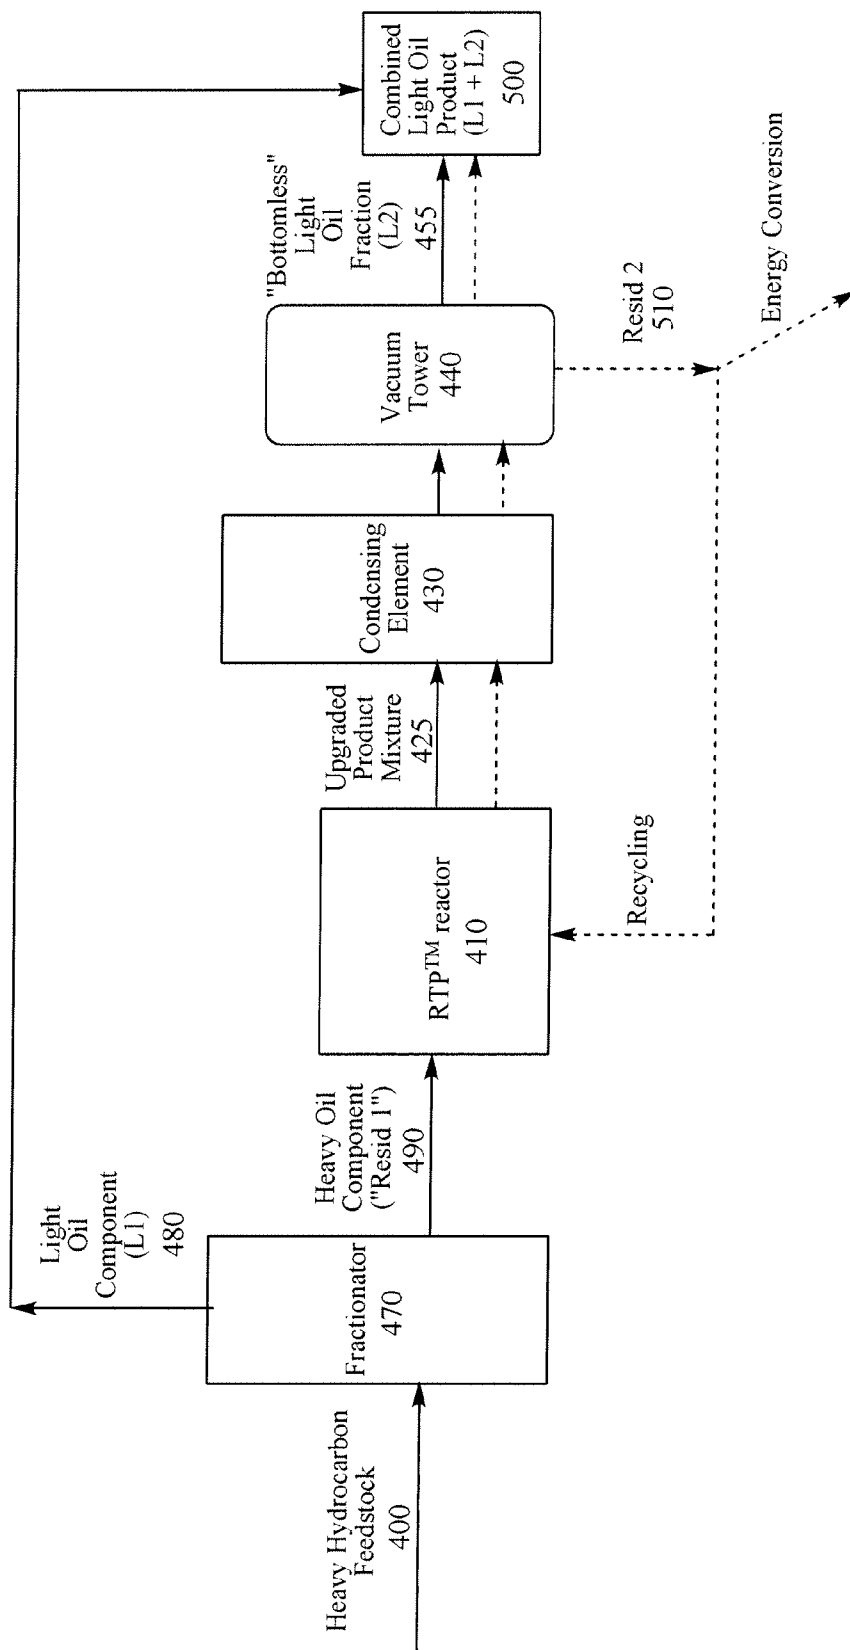 Heavy Hydrocarbon
Feedstock
400
Fractionator
470
Light
Oil
Component
(L1)
480
Heavy Oil
Component
("Resid 1")
490
RTP™ reactor
410
Upgraded
Product
Mixture
425
Condensing
Element
430
Vacuum
Tower
440
"Bottomless"
Light
Oil
Fraction
(L2)
455
Combined
Light Oil
Product
(L1 + L2)
500
Recycling
Resid 2
510
Energy Conversion